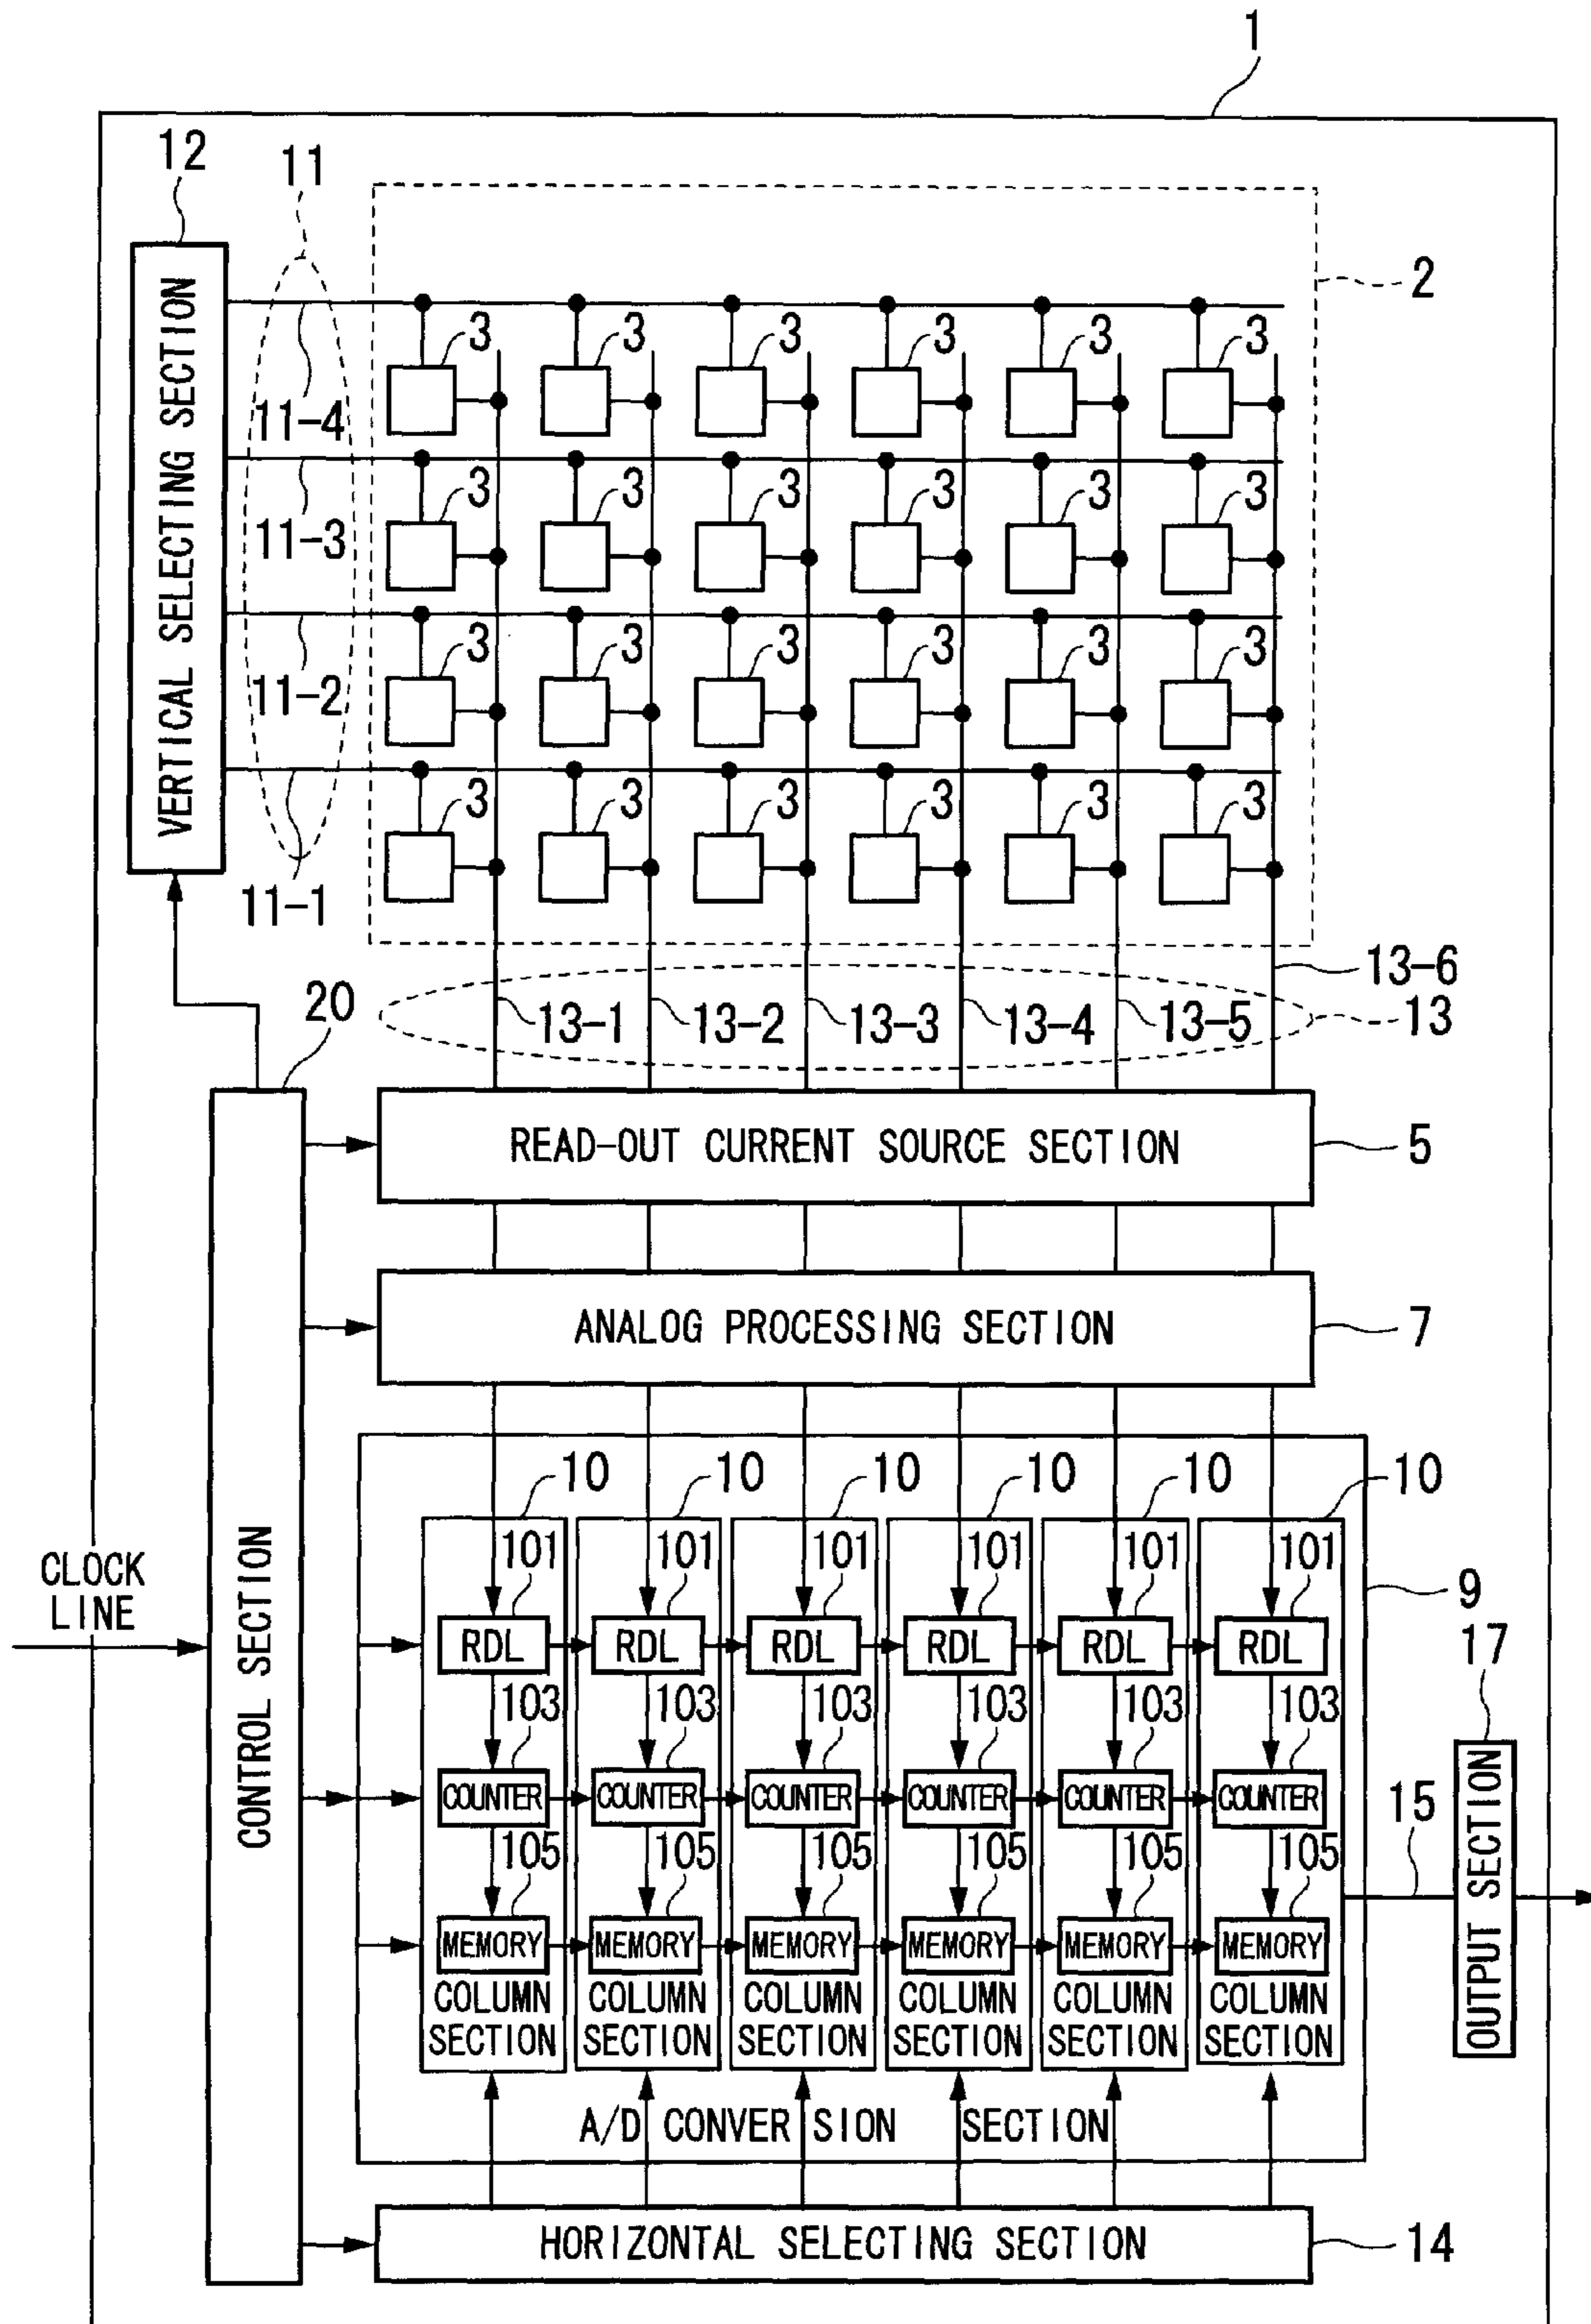 1
12
11
2
VERTICAL SELECTING SECTION
3 3 3 3 3 3
11-4
3 3 3 3 3 3
11-3
3 3 3 3 3 3
11-2
3 3 3 3 3 3
11-1
13-6
20
13-1 13-2 13-3 13-4 13-5 13
READ-OUT CURRENT SOURCE SECTION 5
ANALOG PROCESSING SECTION 7
10 10 10 10 10 10
101 101 101 101 101 101
CLOCK
LINE
CONTROL SECTION
9
RDL RDL RDL RDL RDL RDL
17
103 103 103 103 103 103
COUNTER COUNTER COUNTER COUNTER COUNTER COUNTER
15
105 105 105 105 105 105
OUTPUT SECTION
MEMORY MEMORY MEMORY MEMORY MEMORY MEMORY
COLUMN COLUMN COLUMN COLUMN COLUMN COLUMN
SECTION SECTION SECTION SECTION SECTION SECTION
A/D CONVERSION SECTION
HORIZONTAL SELECTING SECTION 14